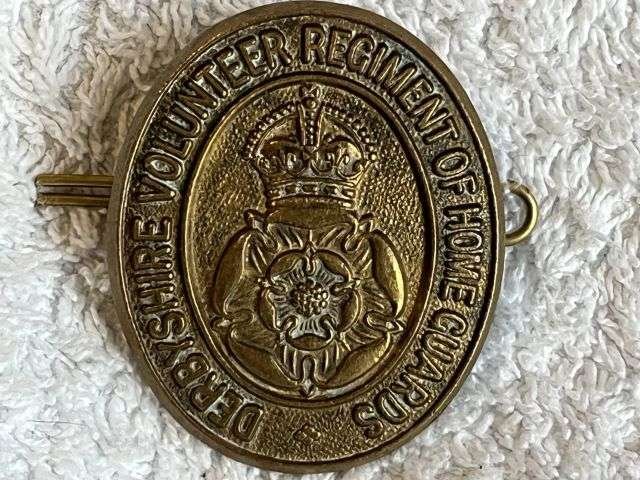 DERBYSHIRE VOLUNTEER REGIMENT OF HOME GUARDS